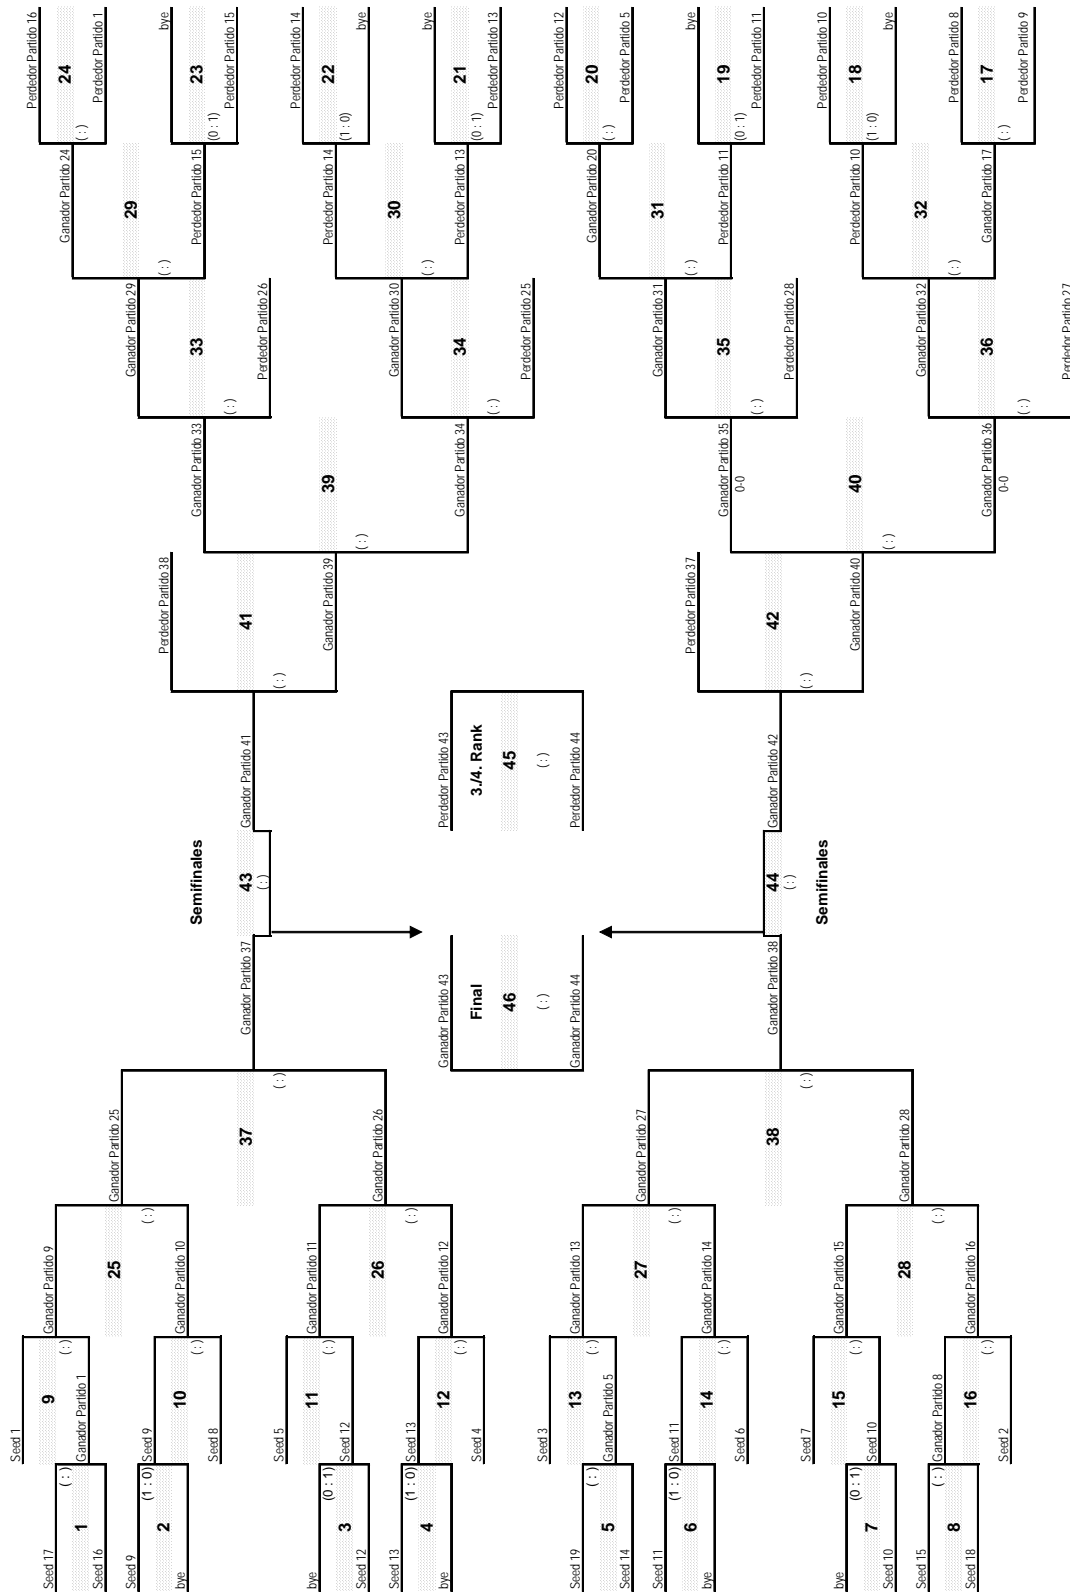 Seed 17
1
( : )
Seed 16
Seed 9
2
(1 : 0)
bye
bye
3
(0 : 1)
Seed 12
Seed 13
4
(1 : 0)
bye
Seed 19
5
( : )
Seed 14
Seed 11
6
(1 : 0)
bye
bye
7
(0 : 1)
Seed 10
Seed 15
8
( : )
Seed 18
Seed 1
9
( : )
Ganador Partido 1
Seed 9
10
( : )
Seed 8
Seed 5
11
( : )
Seed 12
Seed 13
12
( : )
Seed 4
Seed 3
13
( : )
Ganador Partido 5
Seed 11
14
( : )
Seed 6
Seed 7
15
( : )
Seed 10
Ganador Partido 8
16
( : )
Seed 2
Ganador Partido 9
25
( : )
Ganador Partido 10
Ganador Partido 11
26
( : )
Ganador Partido 12
Ganador Partido 13
27
( : )
Ganador Partido 14
Ganador Partido 15
28
( : )
Ganador Partido 16
Ganador Partido 25
37
( : )
Ganador Partido 26
Ganador Partido 27
38
( : )
Ganador Partido 28
Ganador Partido 37
Ganador Partido 43
Final
46
( : )
Ganador Partido 44
Ganador Partido 38
Semifinales
43
( : )
44
( : )
Semifinales
Ganador Partido 41
Perdedor Partido 43
3./4. Rank
45
( : )
Perdedor Partido 44
Ganador Partido 42
Perdedor Partido 38
41
( : )
Ganador Partido 39
Perdedor Partido 37
42
( : )
Ganador Partido 40
Ganador Partido 33
39
( : )
Ganador Partido 34
Ganador Partido 35
0-0
40
( : )
Ganador Partido 36
0-0
Ganador Partido 29
33
( : )
Perdedor Partido 26
Ganador Partido 30
34
( : )
Perdedor Partido 25
Ganador Partido 31
35
( : )
Perdedor Partido 28
Ganador Partido 32
36
( : )
Perdedor Partido 27
Ganador Partido 24
29
( : )
Perdedor Partido 15
Perdedor Partido 14
30
( : )
Perdedor Partido 13
Ganador Partido 20
31
( : )
Perdedor Partido 11
Perdedor Partido 10
32
( : )
Ganador Partido 17
Perdedor Partido 16
24
( : )
Perdedor Partido 1
bye
23
(0 : 1)
Perdedor Partido 15
Perdedor Partido 14
22
(1 : 0)
bye
bye
21
(0 : 1)
Perdedor Partido 13
Perdedor Partido 12
20
( : )
Perdedor Partido 5
bye
19
(0 : 1)
Perdedor Partido 11
Perdedor Partido 10
18
(1 : 0)
bye
Perdedor Partido 8
17
( : )
Perdedor Partido 9